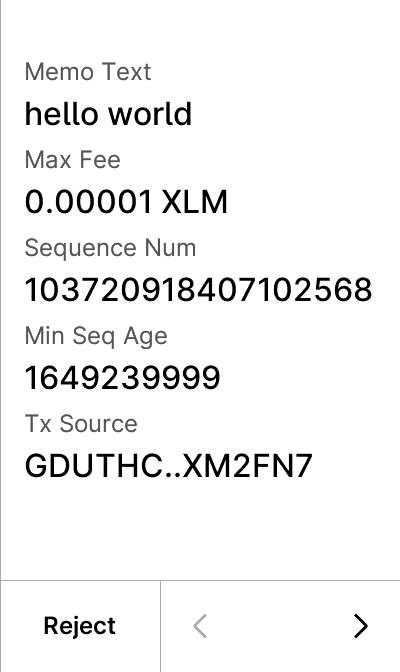 Memo Text
hello world
Max Fee
0.00001 XLM
Sequence Num
103720918407102568
Min Seq Age
1649239999
Tx Source
GDUTHC..XM2FN7
Reject